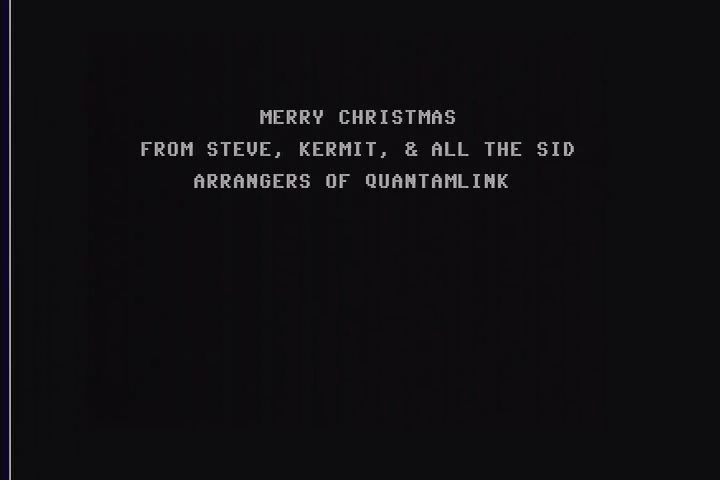 MERRY CHRISTMAS
FROM STEVE, KERMIT, & ALL THE SID
ARRANGERS OF QUANTAMLINK